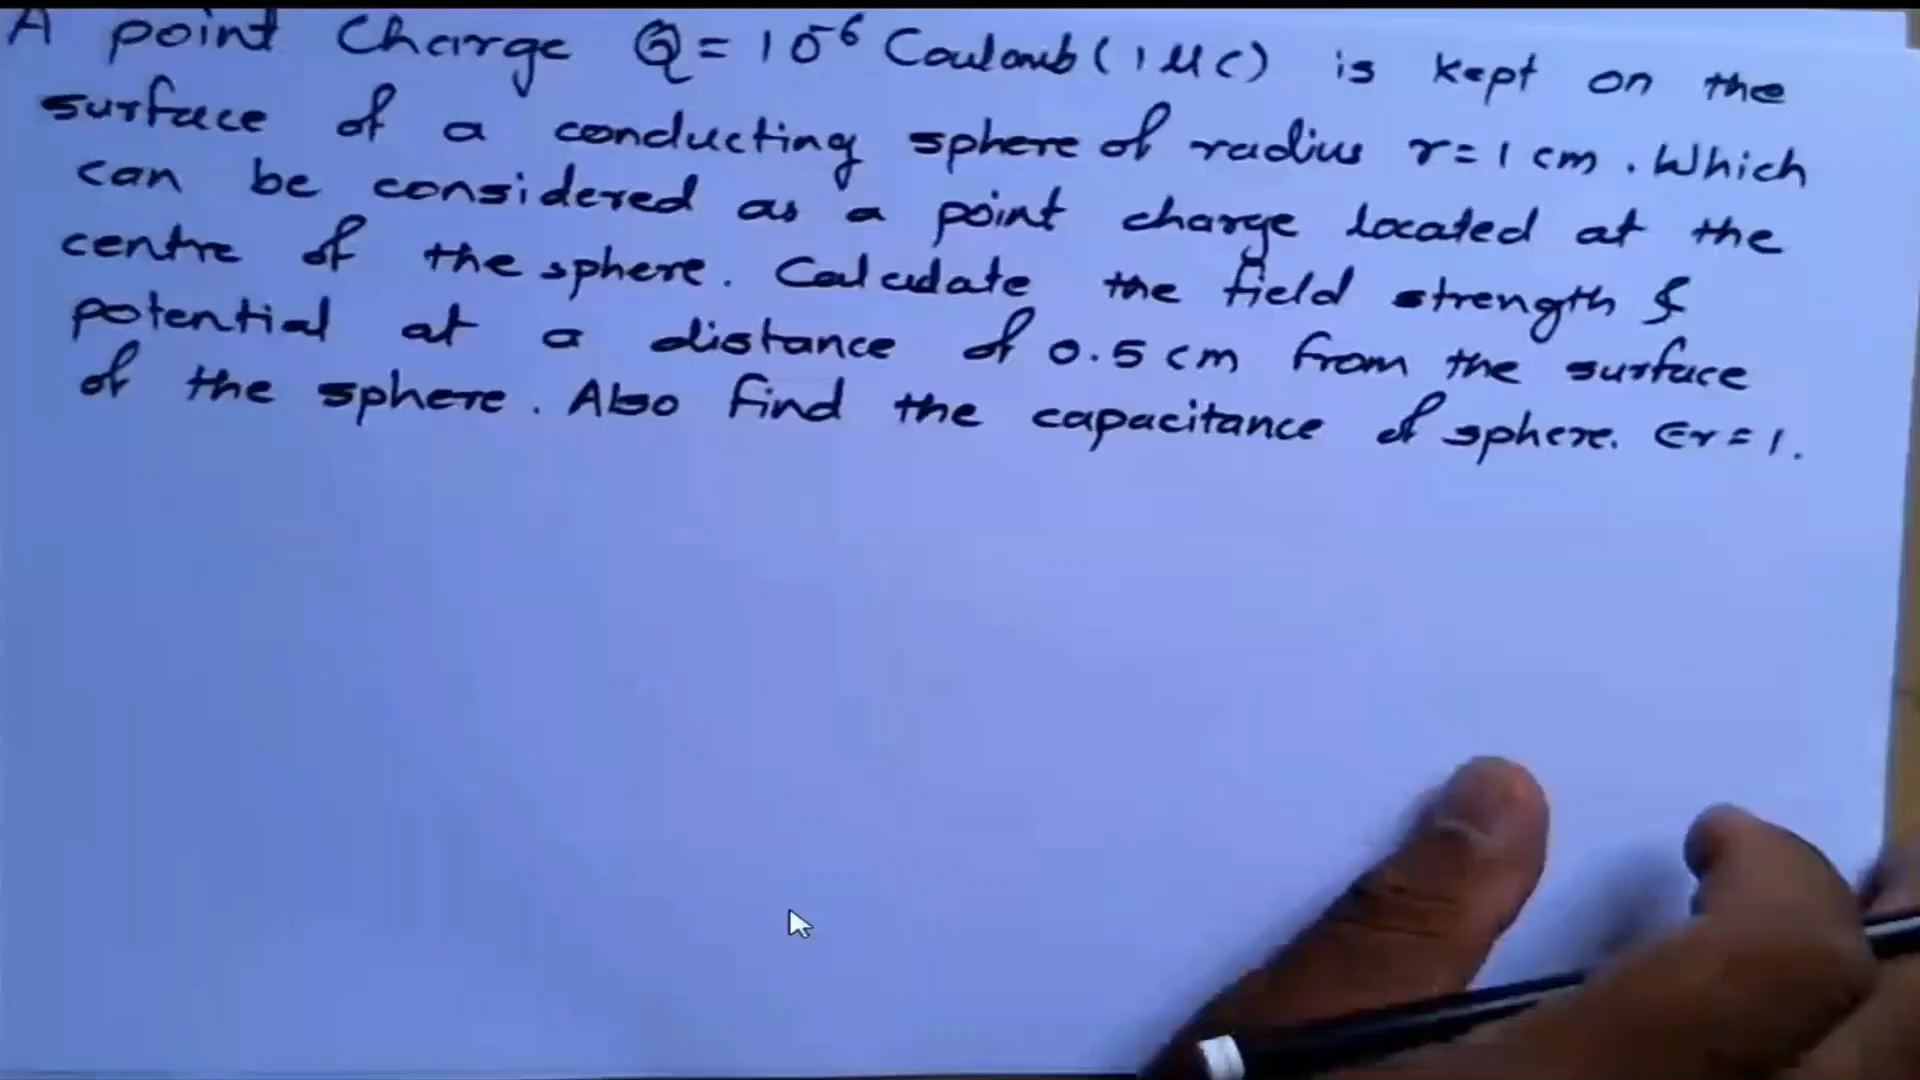 A point Charge Q = 10⁻⁶ Coulomb (1 μC) is kept on the
surface of a conducting sphere of radius r = 1 cm. Which
can be considered as a point charge located at the
centre of the sphere. Calculate the field strength &
potential at a distance of 0.5 cm from the surface
of the sphere. Also find the capacitance of sphere. Er = 1.